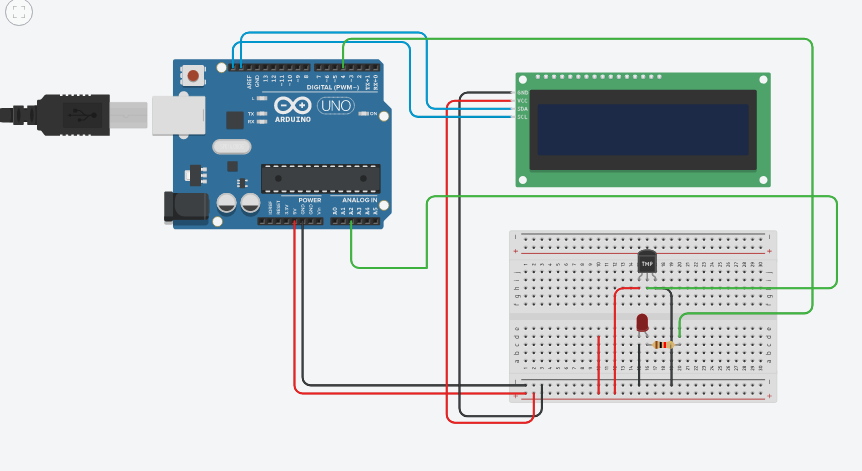 AREF
GND
13
12
~11
~10
~9
8
7
~6
~5
4
~3
2
TX→1
RX←0
DIGITAL (PWM~)
L
TX
RX
UNO
ARDUINO
ON
POWER
ANALOG IN
IOREF
RESET
3.3V
5V
GND
GND
Vin
A0
A1
A2
A3
A4
A5
GND
VCC
SDA
SCL
TMP
j
i
h
g
f
e
d
c
b
a